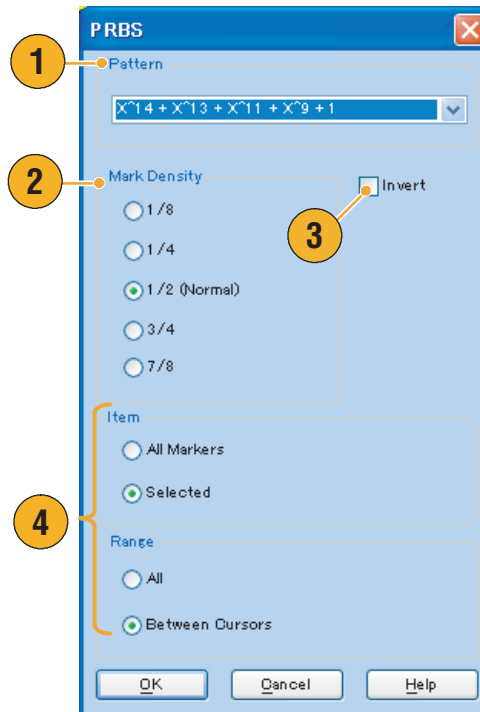 PRBS
1
Pattern
X^14 + X^13 + X^11 + X^9 + 1
2
Mark Density
Invert
3
1/8
1/4
1/2 (Normal)
3/4
7/8
4
Item
All Markers
Selected
Range
All
Between Cursors
OK
Cancel
Help